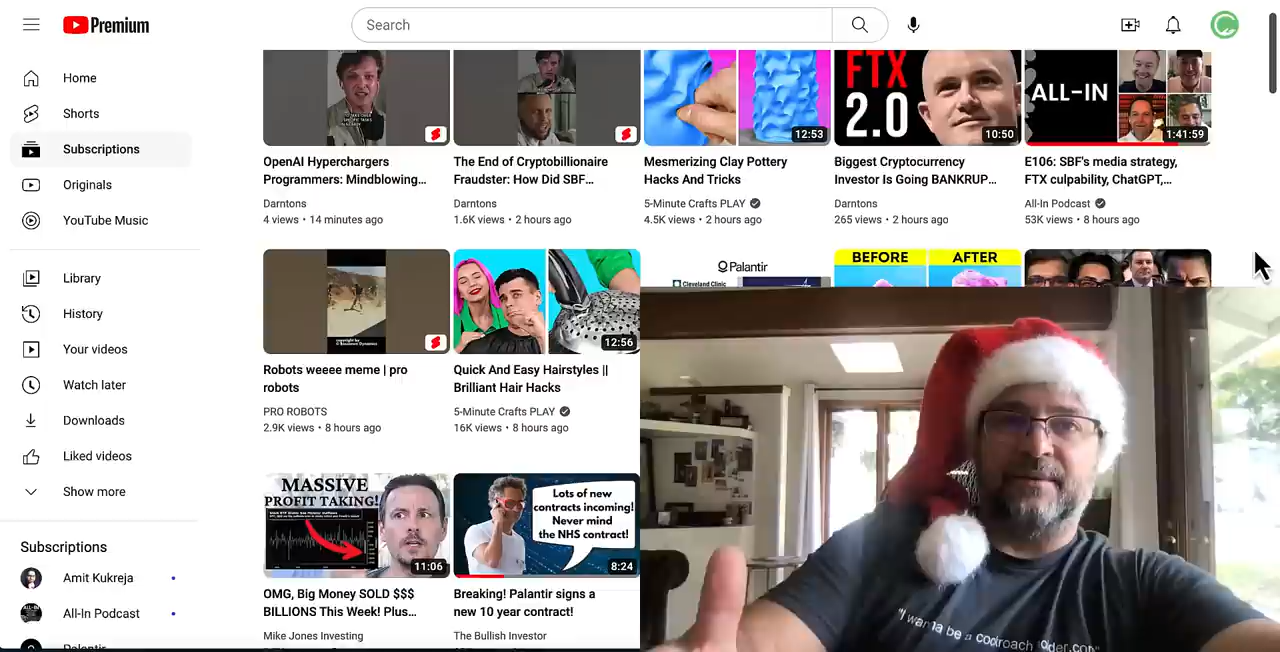 Premium
Search
Home
Shorts
Subscriptions
Originals
YouTube Music
Library
History
Your videos
Watch later
Downloads
Liked videos
Show more
Subscriptions
Amit Kukreja
All-In Podcast
Palantir
OpenAI Hyperchargers
Programmers: Mindblowing...
Darntons
4 views • 14 minutes ago
The End of Cryptobillionaire
Fraudster: How Did SBF...
Darntons
1.6K views • 2 hours ago
12:53
Mesmerizing Clay Pottery
Hacks And Tricks
5-Minute Crafts PLAY
4.5K views • 2 hours ago
FTX
2.0
10:50
Biggest Cryptocurrency
Investor Is Going BANKRUP...
Darntons
265 views • 2 hours ago
ALL-IN
1:41:59
E106: SBF's media strategy,
FTX culpability, ChatGPT,...
All-In Podcast
53K views • 8 hours ago
Robots weeee meme | pro
robots
PRO ROBOTS
2.9K views • 8 hours ago
12:56
Quick And Easy Hairstyles ||
Brilliant Hair Hacks
5-Minute Crafts PLAY
16K views • 8 hours ago
Palantir
Cleveland Clinic
BEFORE
AFTER
MASSIVE
PROFIT TAKING!
11:06
OMG, Big Money SOLD $$$
BILLIONS This Week! Plus...
Mike Jones Investing
Lots of new
contracts incoming!
Never mind
the NHS contract!
8:24
Breaking! Palantir signs a
new 10 year contract!
The Bullish Investor
"I wanna be a